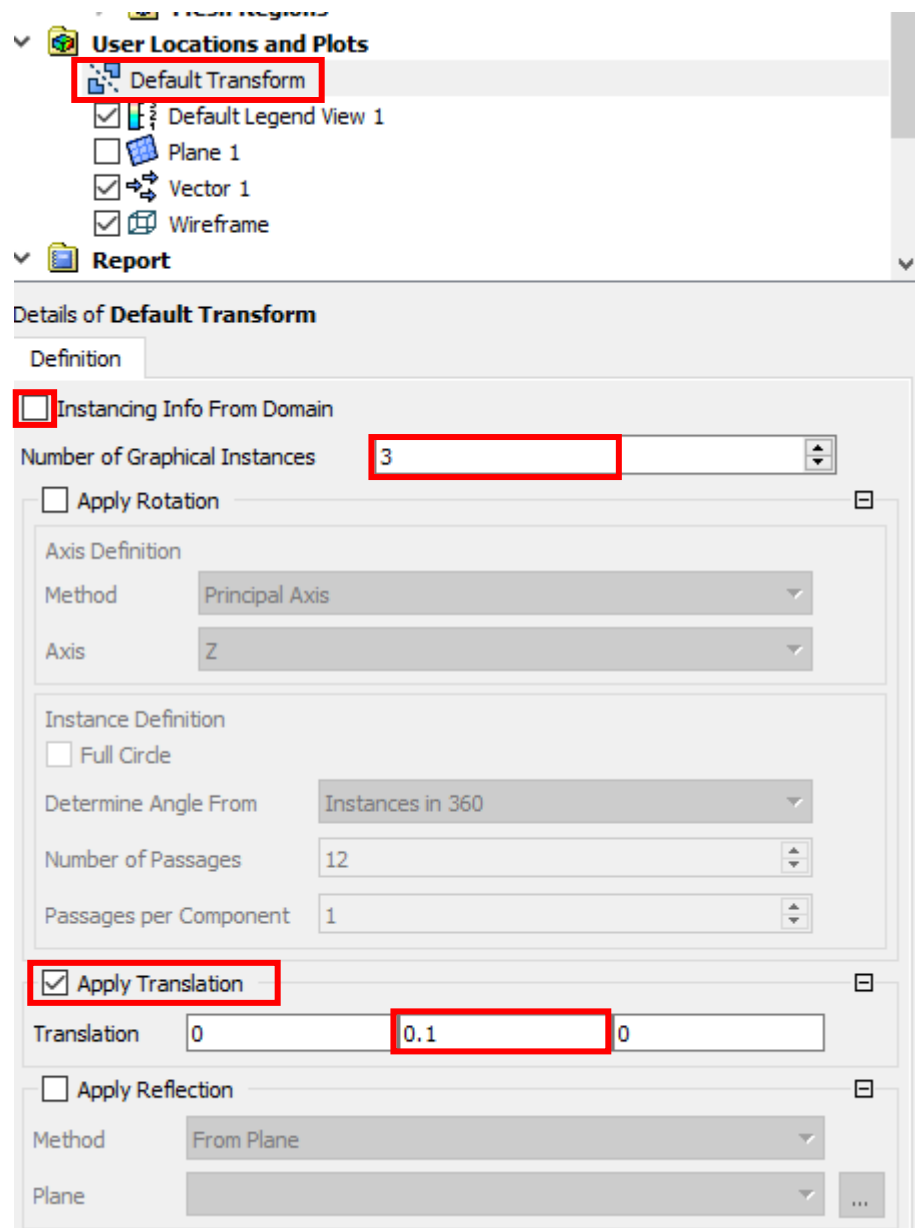 Mesh Regions
User Locations and Plots
Default Transform
Default Legend View 1
Plane 1
Vector 1
Wireframe
Report
Details of Default Transform
Definition
Instancing Info From Domain
Number of Graphical Instances 3
Apply Rotation
Axis Definition
Method Principal Axis
Axis Z
Instance Definition
Full Circle
Determine Angle From Instances in 360
Number of Passages 12
Passages per Component 1
Apply Translation
Translation 0 0.1 0
Apply Reflection
Method From Plane
Plane ...